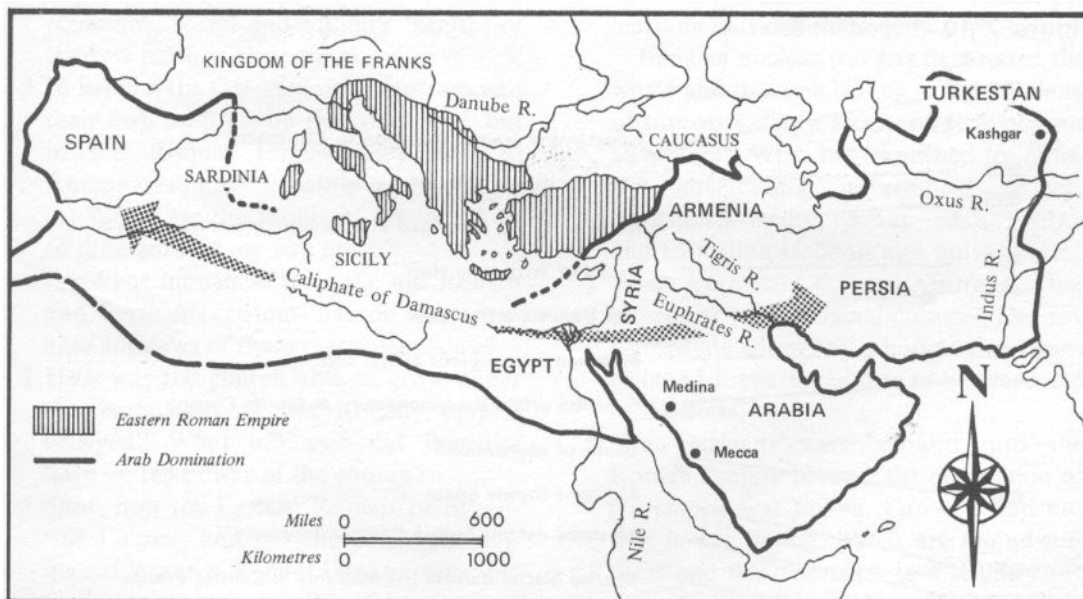 KINGDOM OF THE FRANKS
Danube R.
TURKESTAN
Kashgar
SPAIN
CAUCASUS
SARDINIA
ARMENIA
Oxus R.
SICILY
Tigris R.
Caliphate of Damascus
SYRIA
Euphrates R.
PERSIA
Indus R.
EGYPT
Medina
ARABIA
Mecca
N
Eastern Roman Empire
Arab Domination
Nile R.
Miles
0
600
Kilometres
0
1000